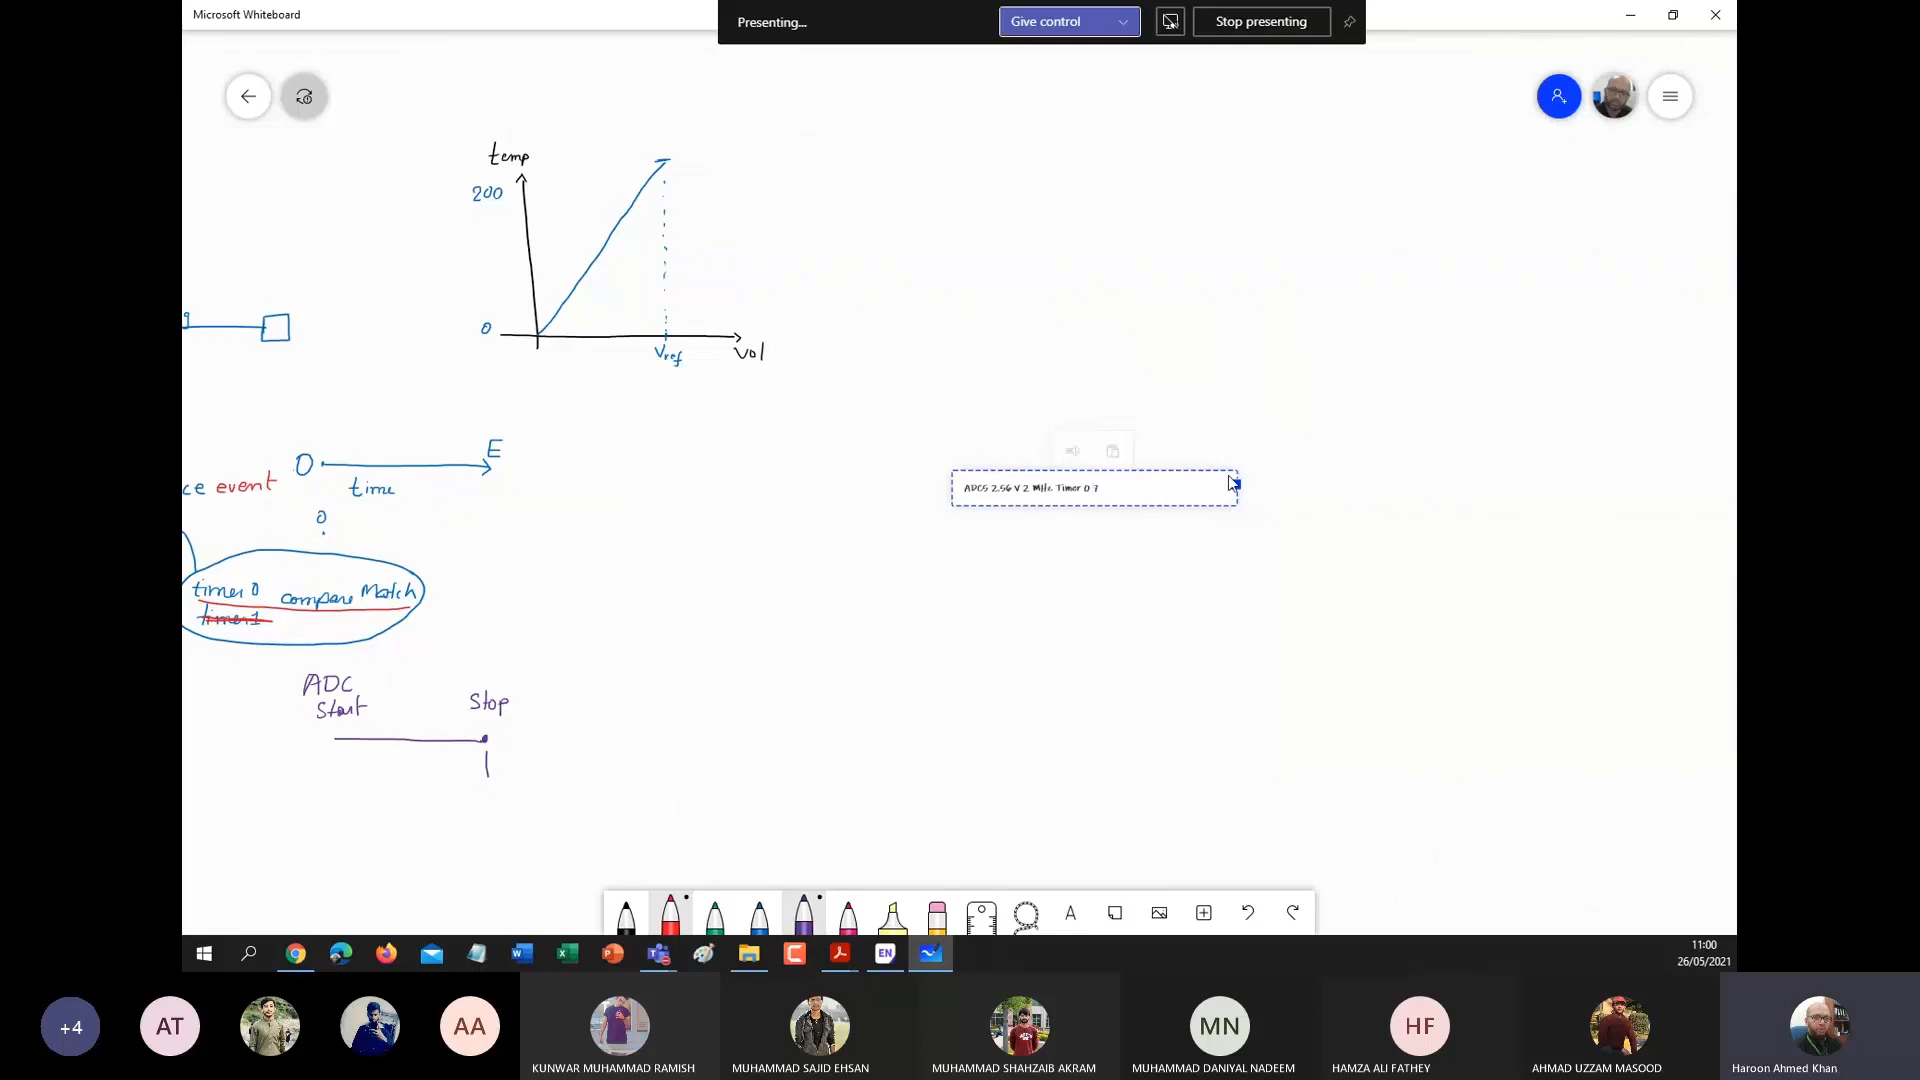 Microsoft Whiteboard
Presenting...
Give control
Stop presenting
temp
200
0
Vref
vol
O
E
ce event
time
0
ADC5 2.56 V 2 MHz Timer 0 7
timer 0 compare Match
timer 1
ADC
Start
Stop
A
EN
11:00
26/05/2021
+4
AT
AA
MN
HF
KUNWAR MUHAMMAD RAMISH
MUHAMMAD SAJID EHSAN
MUHAMMAD SHAHZAIB AKRAM
MUHAMMAD DANIYAL NADEEM
HAMZA ALI FATHEY
AHMAD UZZAM MASOOD
Haroon Ahmed Khan